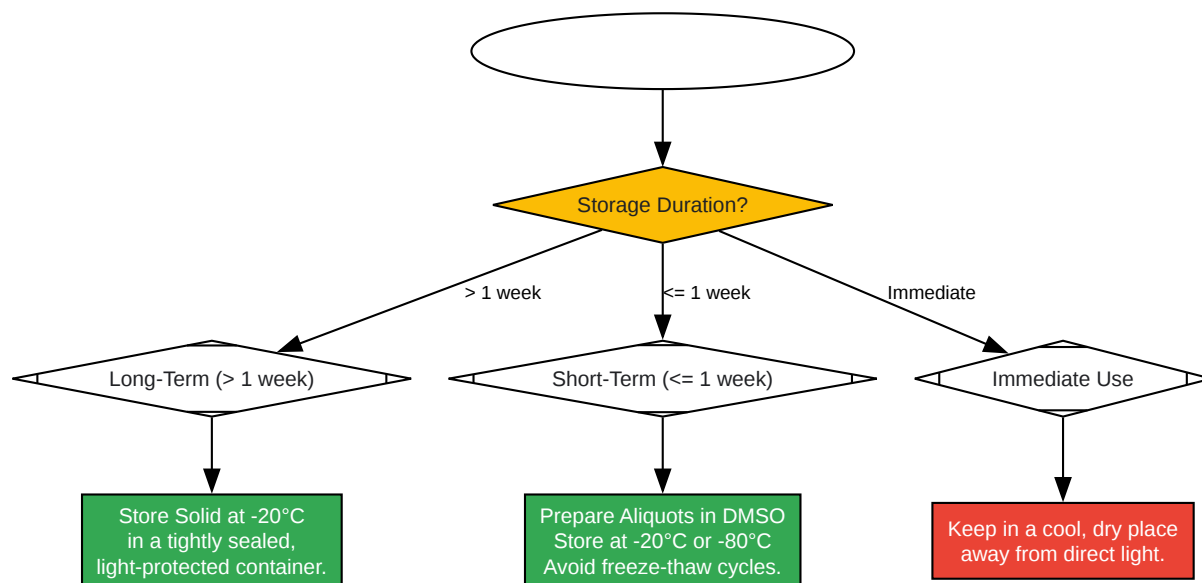 Storage Duration?
> 1 week
<= 1 week
Immediate
Long-Term (> 1 week)
Short-Term (<= 1 week)
Immediate Use
Store Solid at -20°C
in a tightly sealed,
light-protected container.
Prepare Aliquots in DMSO
Store at -20°C or -80°C
Avoid freeze-thaw cycles.
Keep in a cool, dry place
away from direct light.